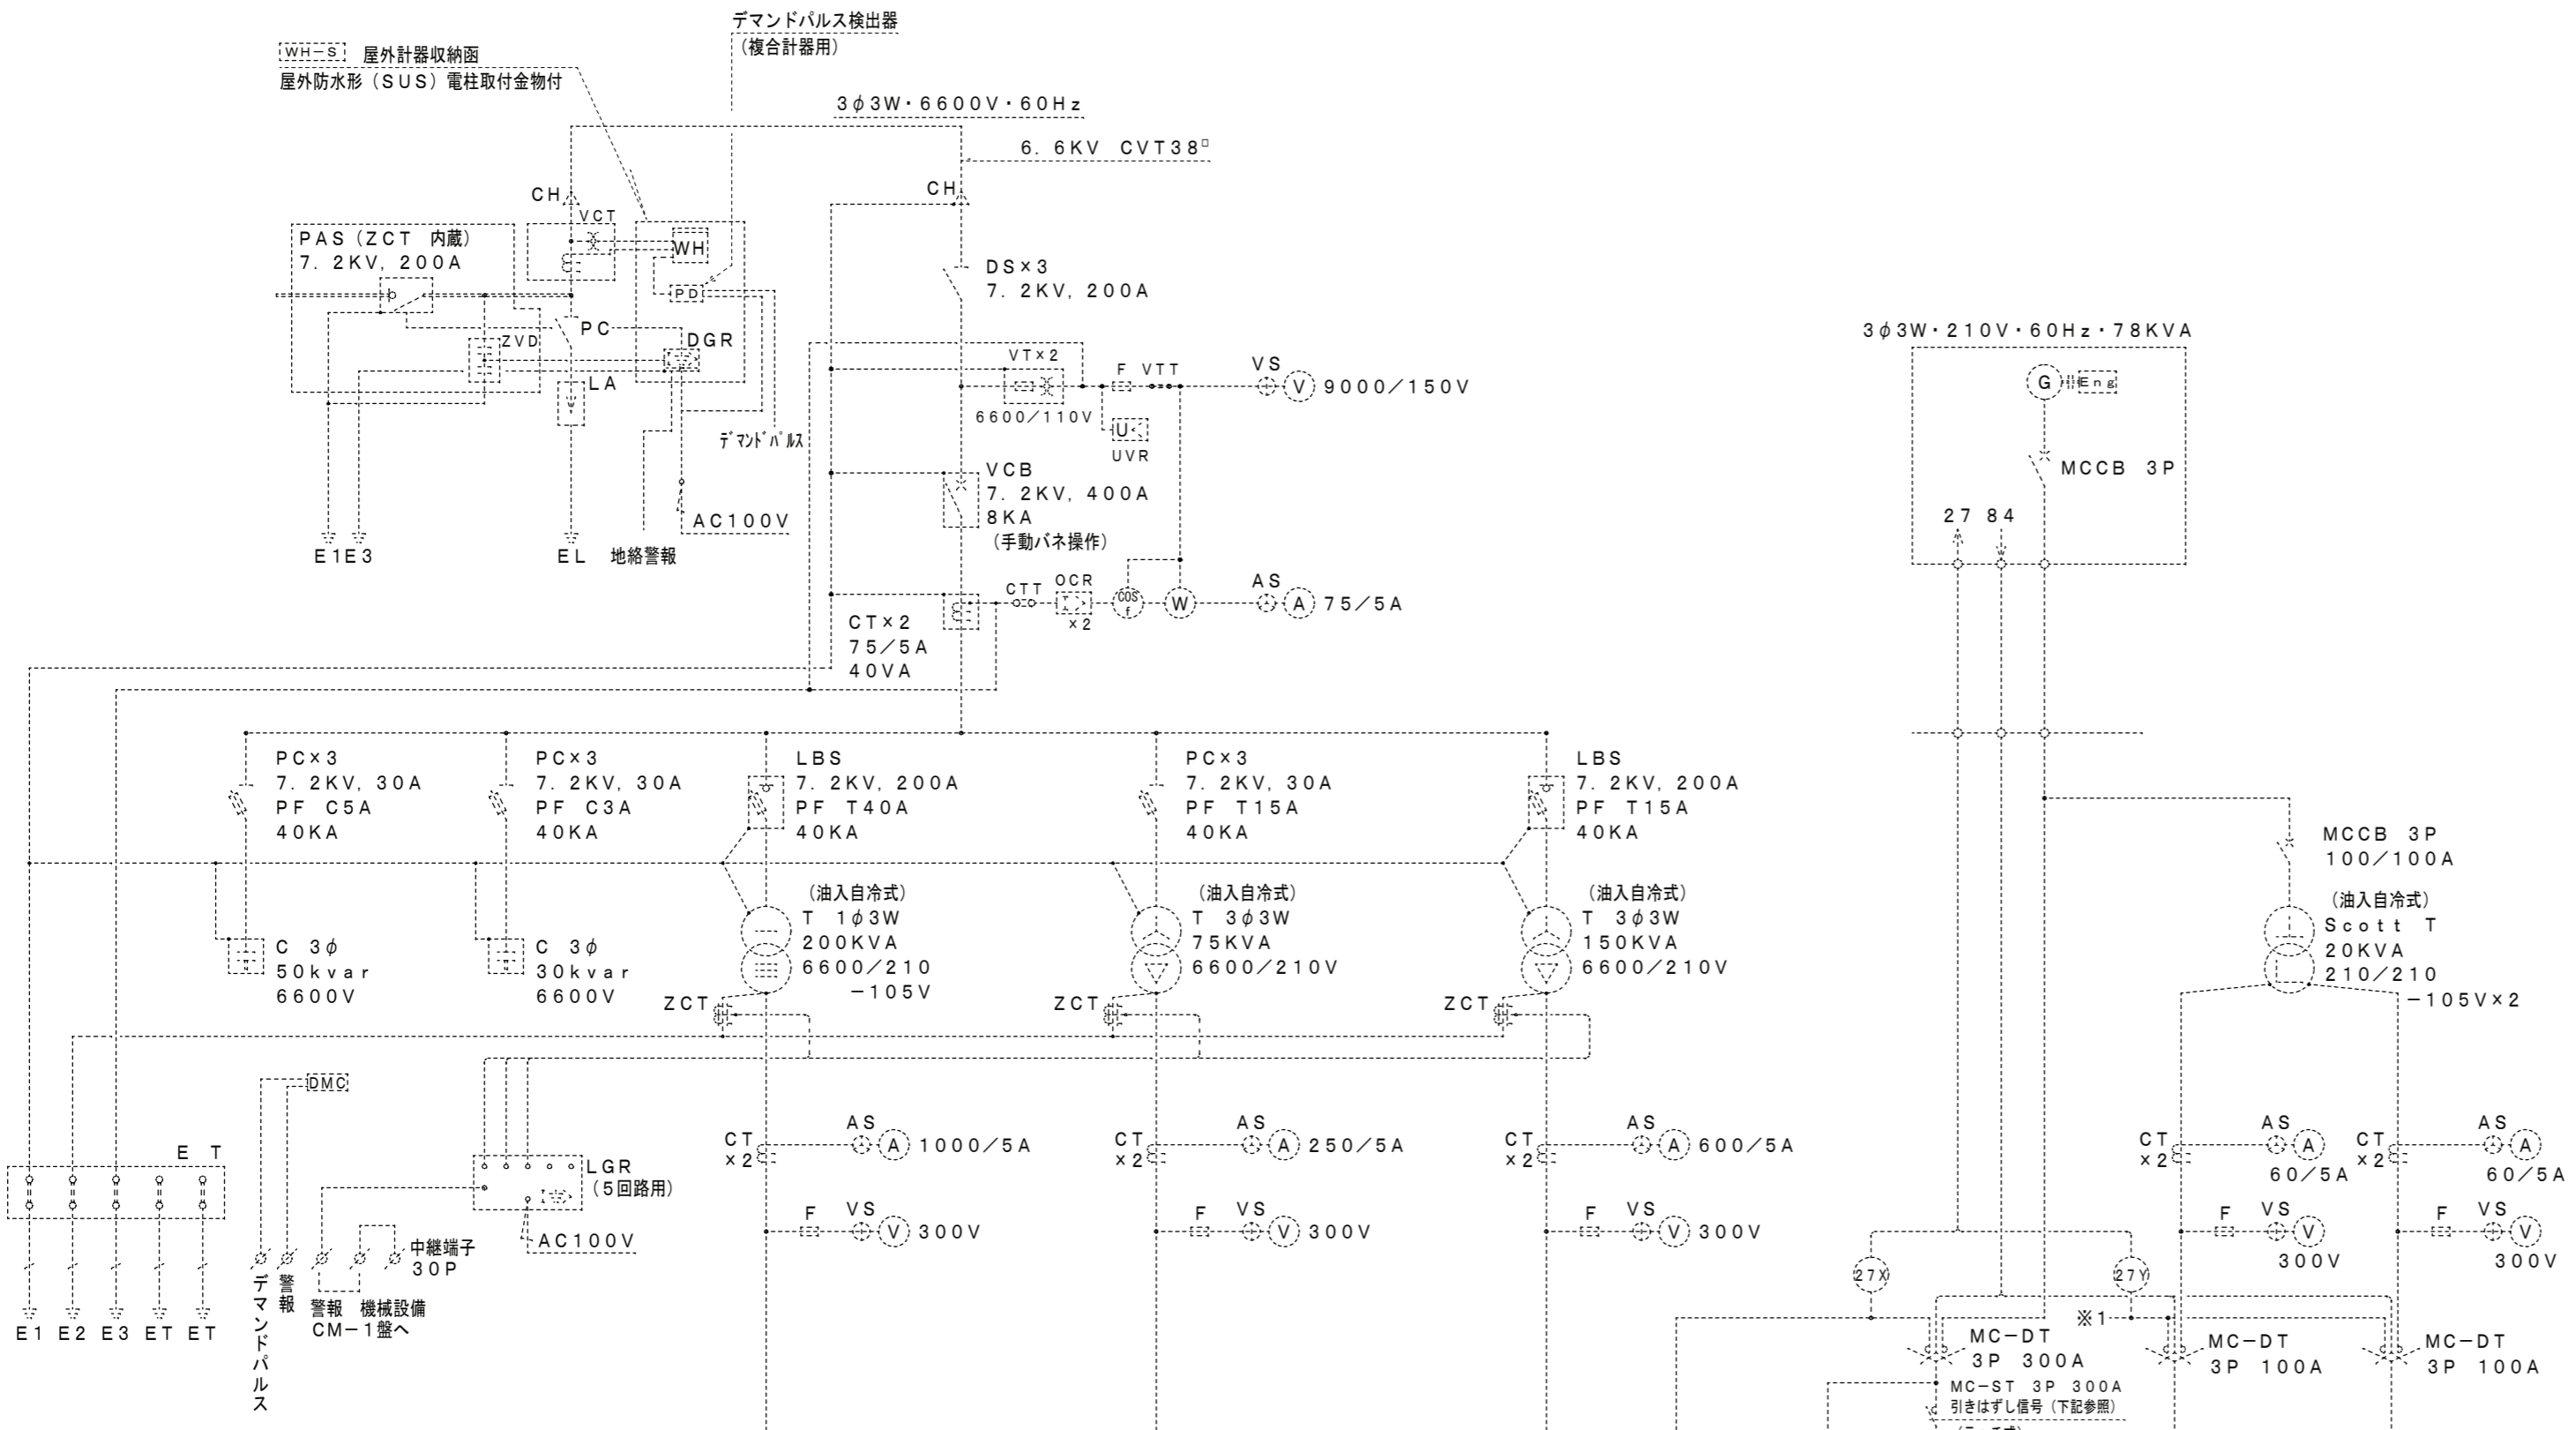 デマンドパルス検出器
(複合計器用)
WH-S 屋外計器収納函
屋外防水形(SUS)電柱取付金物付
3φ3W・6600V・60Hz
6.6KV CVT38□
CH
VCT
PAS(ZCT 内蔵)
7.2KV,200A
WH
PD
PC
ZVD
DGR
LA
デマンドパルス
AC100V
E1 E3
EL
地絡警報
CH
DS×3
7.2KV,200A
VT×2
6600/110V
F
VTT
VS
V
9000/150V
U<
UVR
VCB
7.2KV,400A
8KA
(手動バネ操作)
CTT
OCR
×2
COS
f
W
AS
A
75/5A
CT×2
75/5A
40VA
3φ3W・210V・60Hz・78KVA
G
Eng
MCCB 3P
27 84
PC×3
7.2KV,30A
PF C5A
40KA
PC×3
7.2KV,30A
PF C3A
40KA
LBS
7.2KV,200A
PF T40A
40KA
PC×3
7.2KV,30A
PF T15A
40KA
LBS
7.2KV,200A
PF T15A
40KA
MCCB 3P
100/100A
C 3φ
50kvar
6600V
C 3φ
30kvar
6600V
(油入自冷式)
T 1φ3W
200KVA
6600/210
-105V
(油入自冷式)
T 3φ3W
75KVA
6600/210V
(油入自冷式)
T 3φ3W
150KVA
6600/210V
(油入自冷式)
Scott T
20KVA
210/210
-105V×2
ZCT
ZCT
ZCT
DMC
E T
LGR
(5回路用)
AC100V
中継端子
30P
デマンドパルス
警報
警報 機械設備
CM-1盤へ
E1 E2 E3 ET ET
CT
×2
AS
A
1000/5A
F
VS
V
300V
CT
×2
AS
A
250/5A
F
VS
V
300V
CT
×2
AS
A
600/5A
F
VS
V
300V
CT
×2
AS
A
60/5A
F
VS
V
300V
CT
×2
AS
A
60/5A
F
VS
V
300V
27X
27Y
※1
MC-DT
3P 300A
MC-ST 3P 300A
引きはずし信号(下記参照)
MC-DT
3P 100A
MC-DT
3P 100A